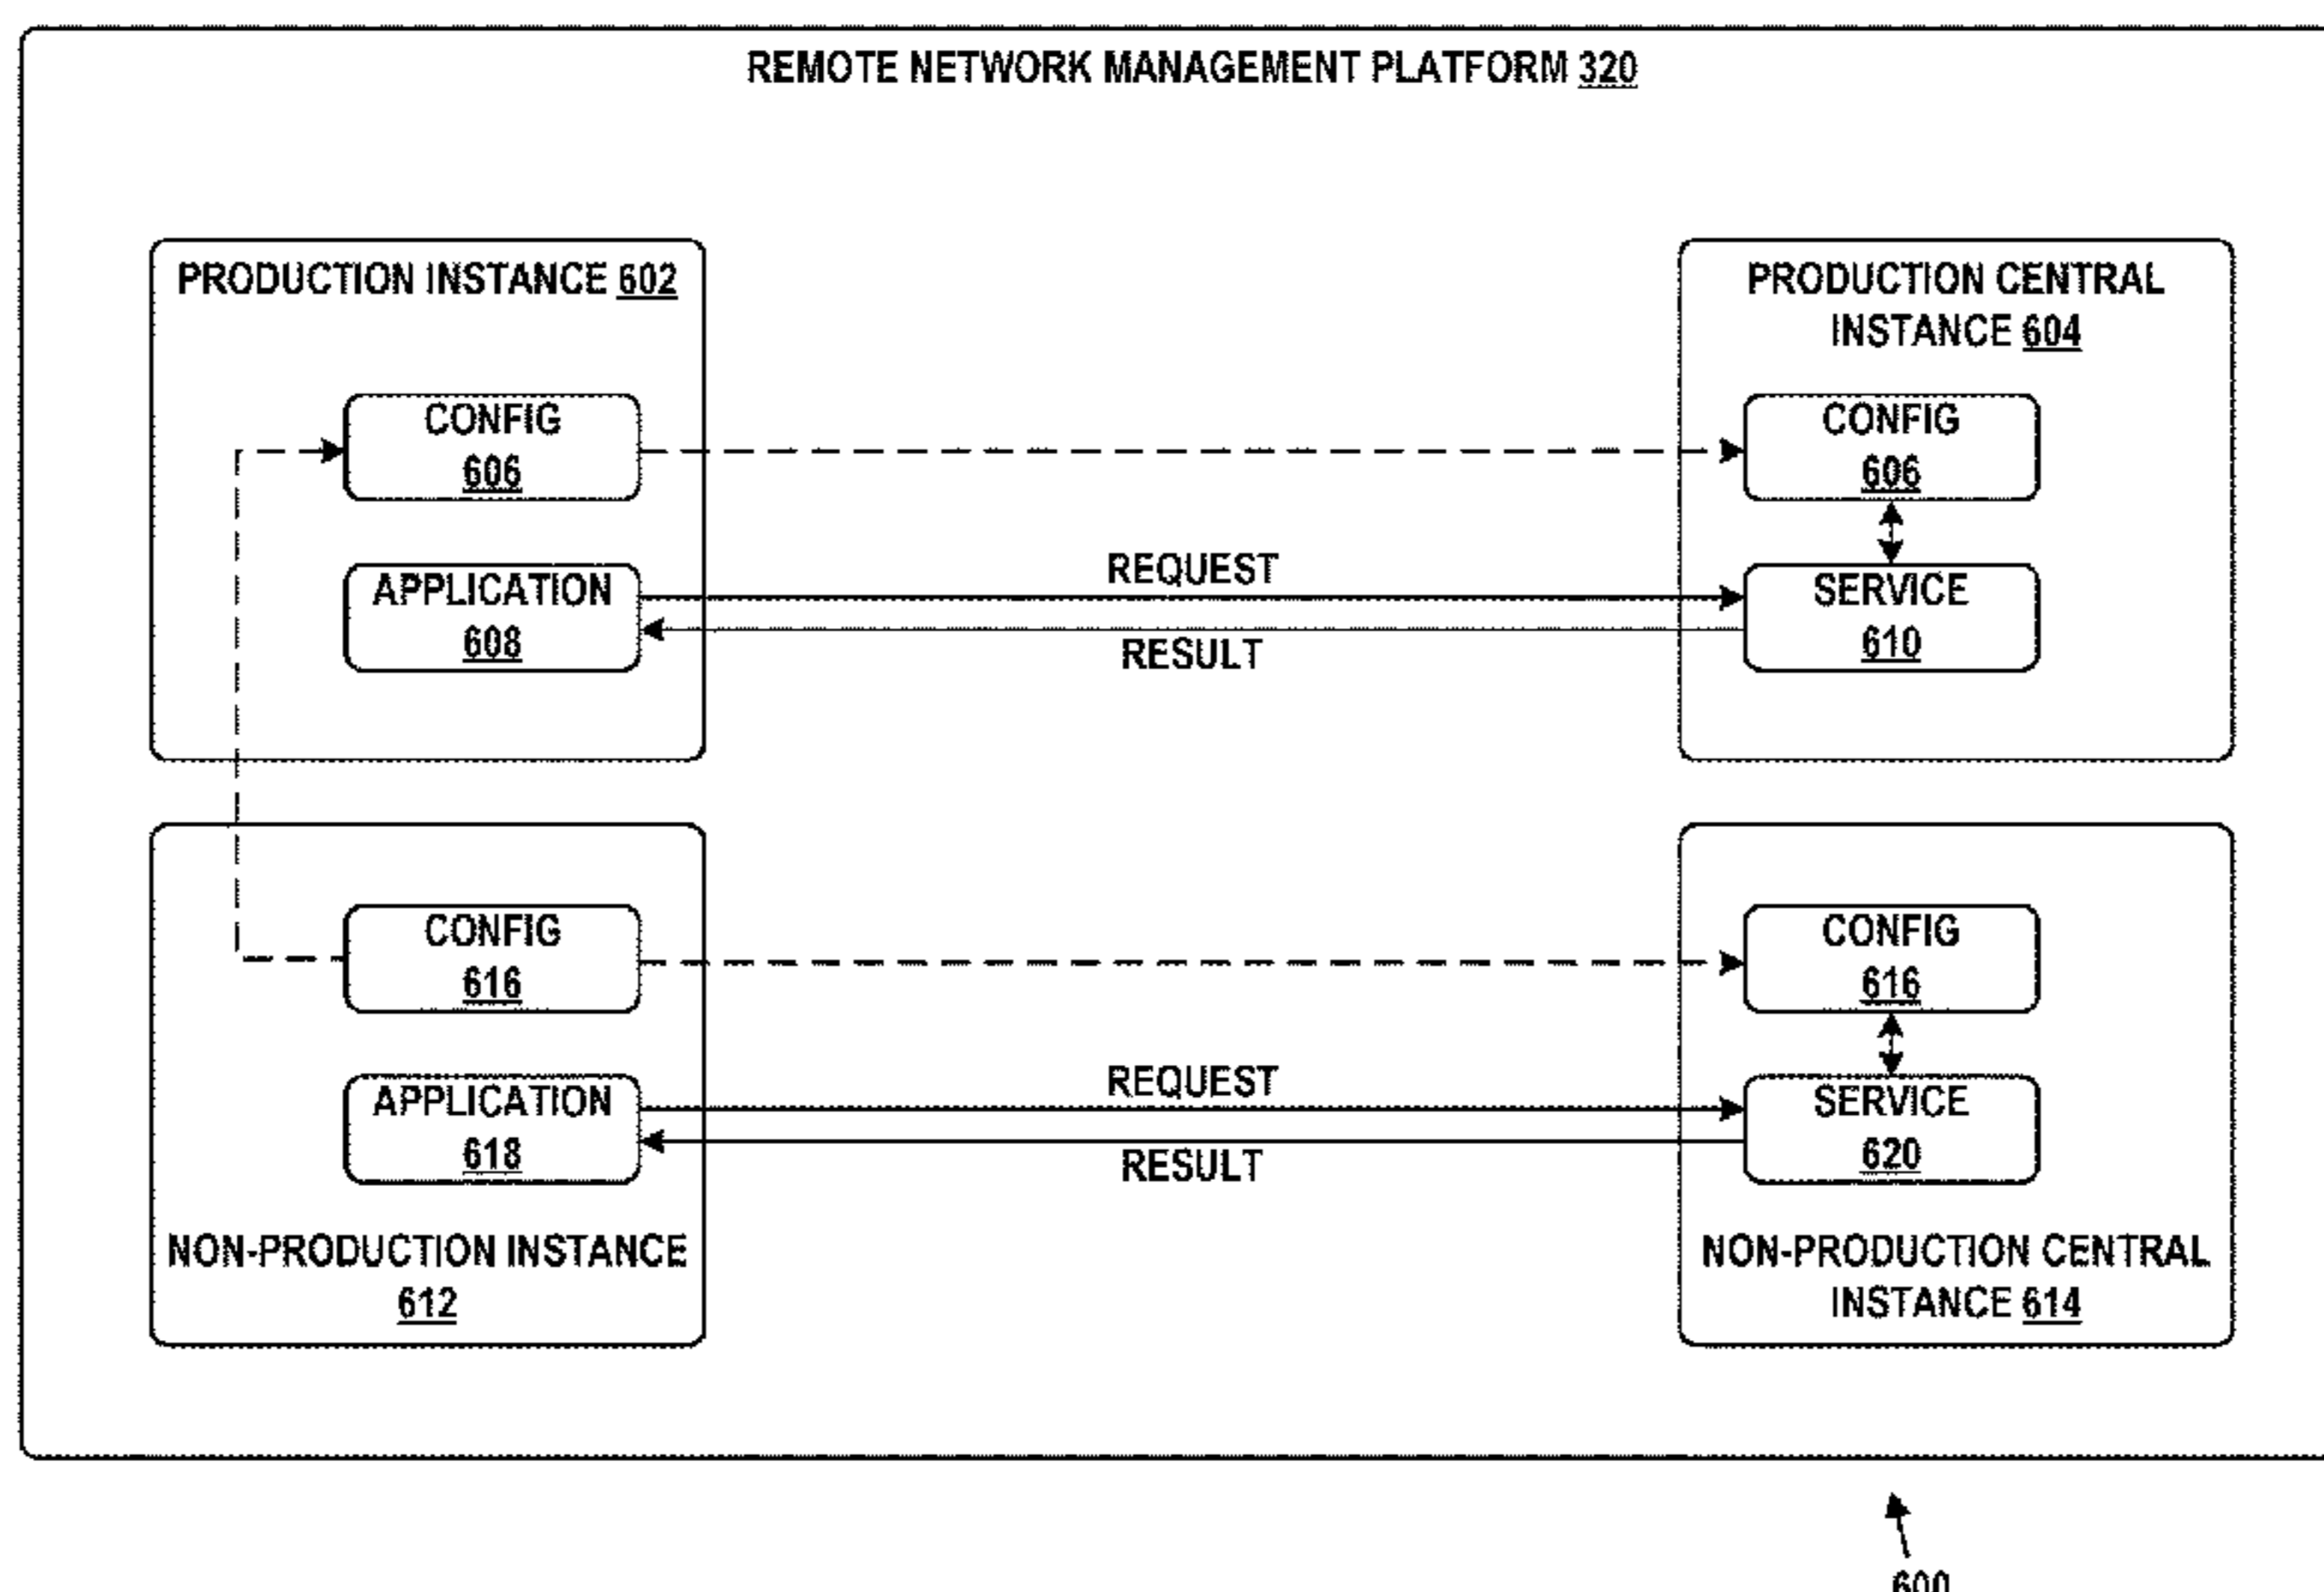 REMOTE NETWORK MANAGEMENT PLATFORM 320
PRODUCTION INSTANCE 602
CONFIG
606
APPLICATION
608
REQUEST
RESULT
PRODUCTION CENTRAL
INSTANCE 604
CONFIG
606
SERVICE
610
CONFIG
616
APPLICATION
618
NON-PRODUCTION INSTANCE
612
REQUEST
RESULT
CONFIG
616
SERVICE
620
NON-PRODUCTION CENTRAL
INSTANCE 614
600